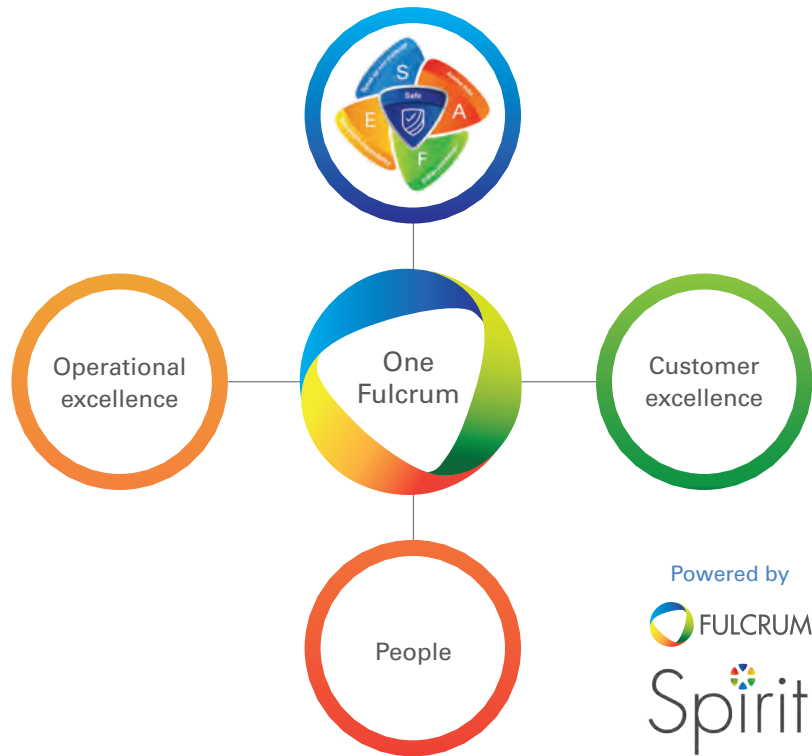 S
A
Safe
E
F
Operational
excellence
One
Fulcrum
Customer
excellence
People
Powered by
FULCRUM
Spirit